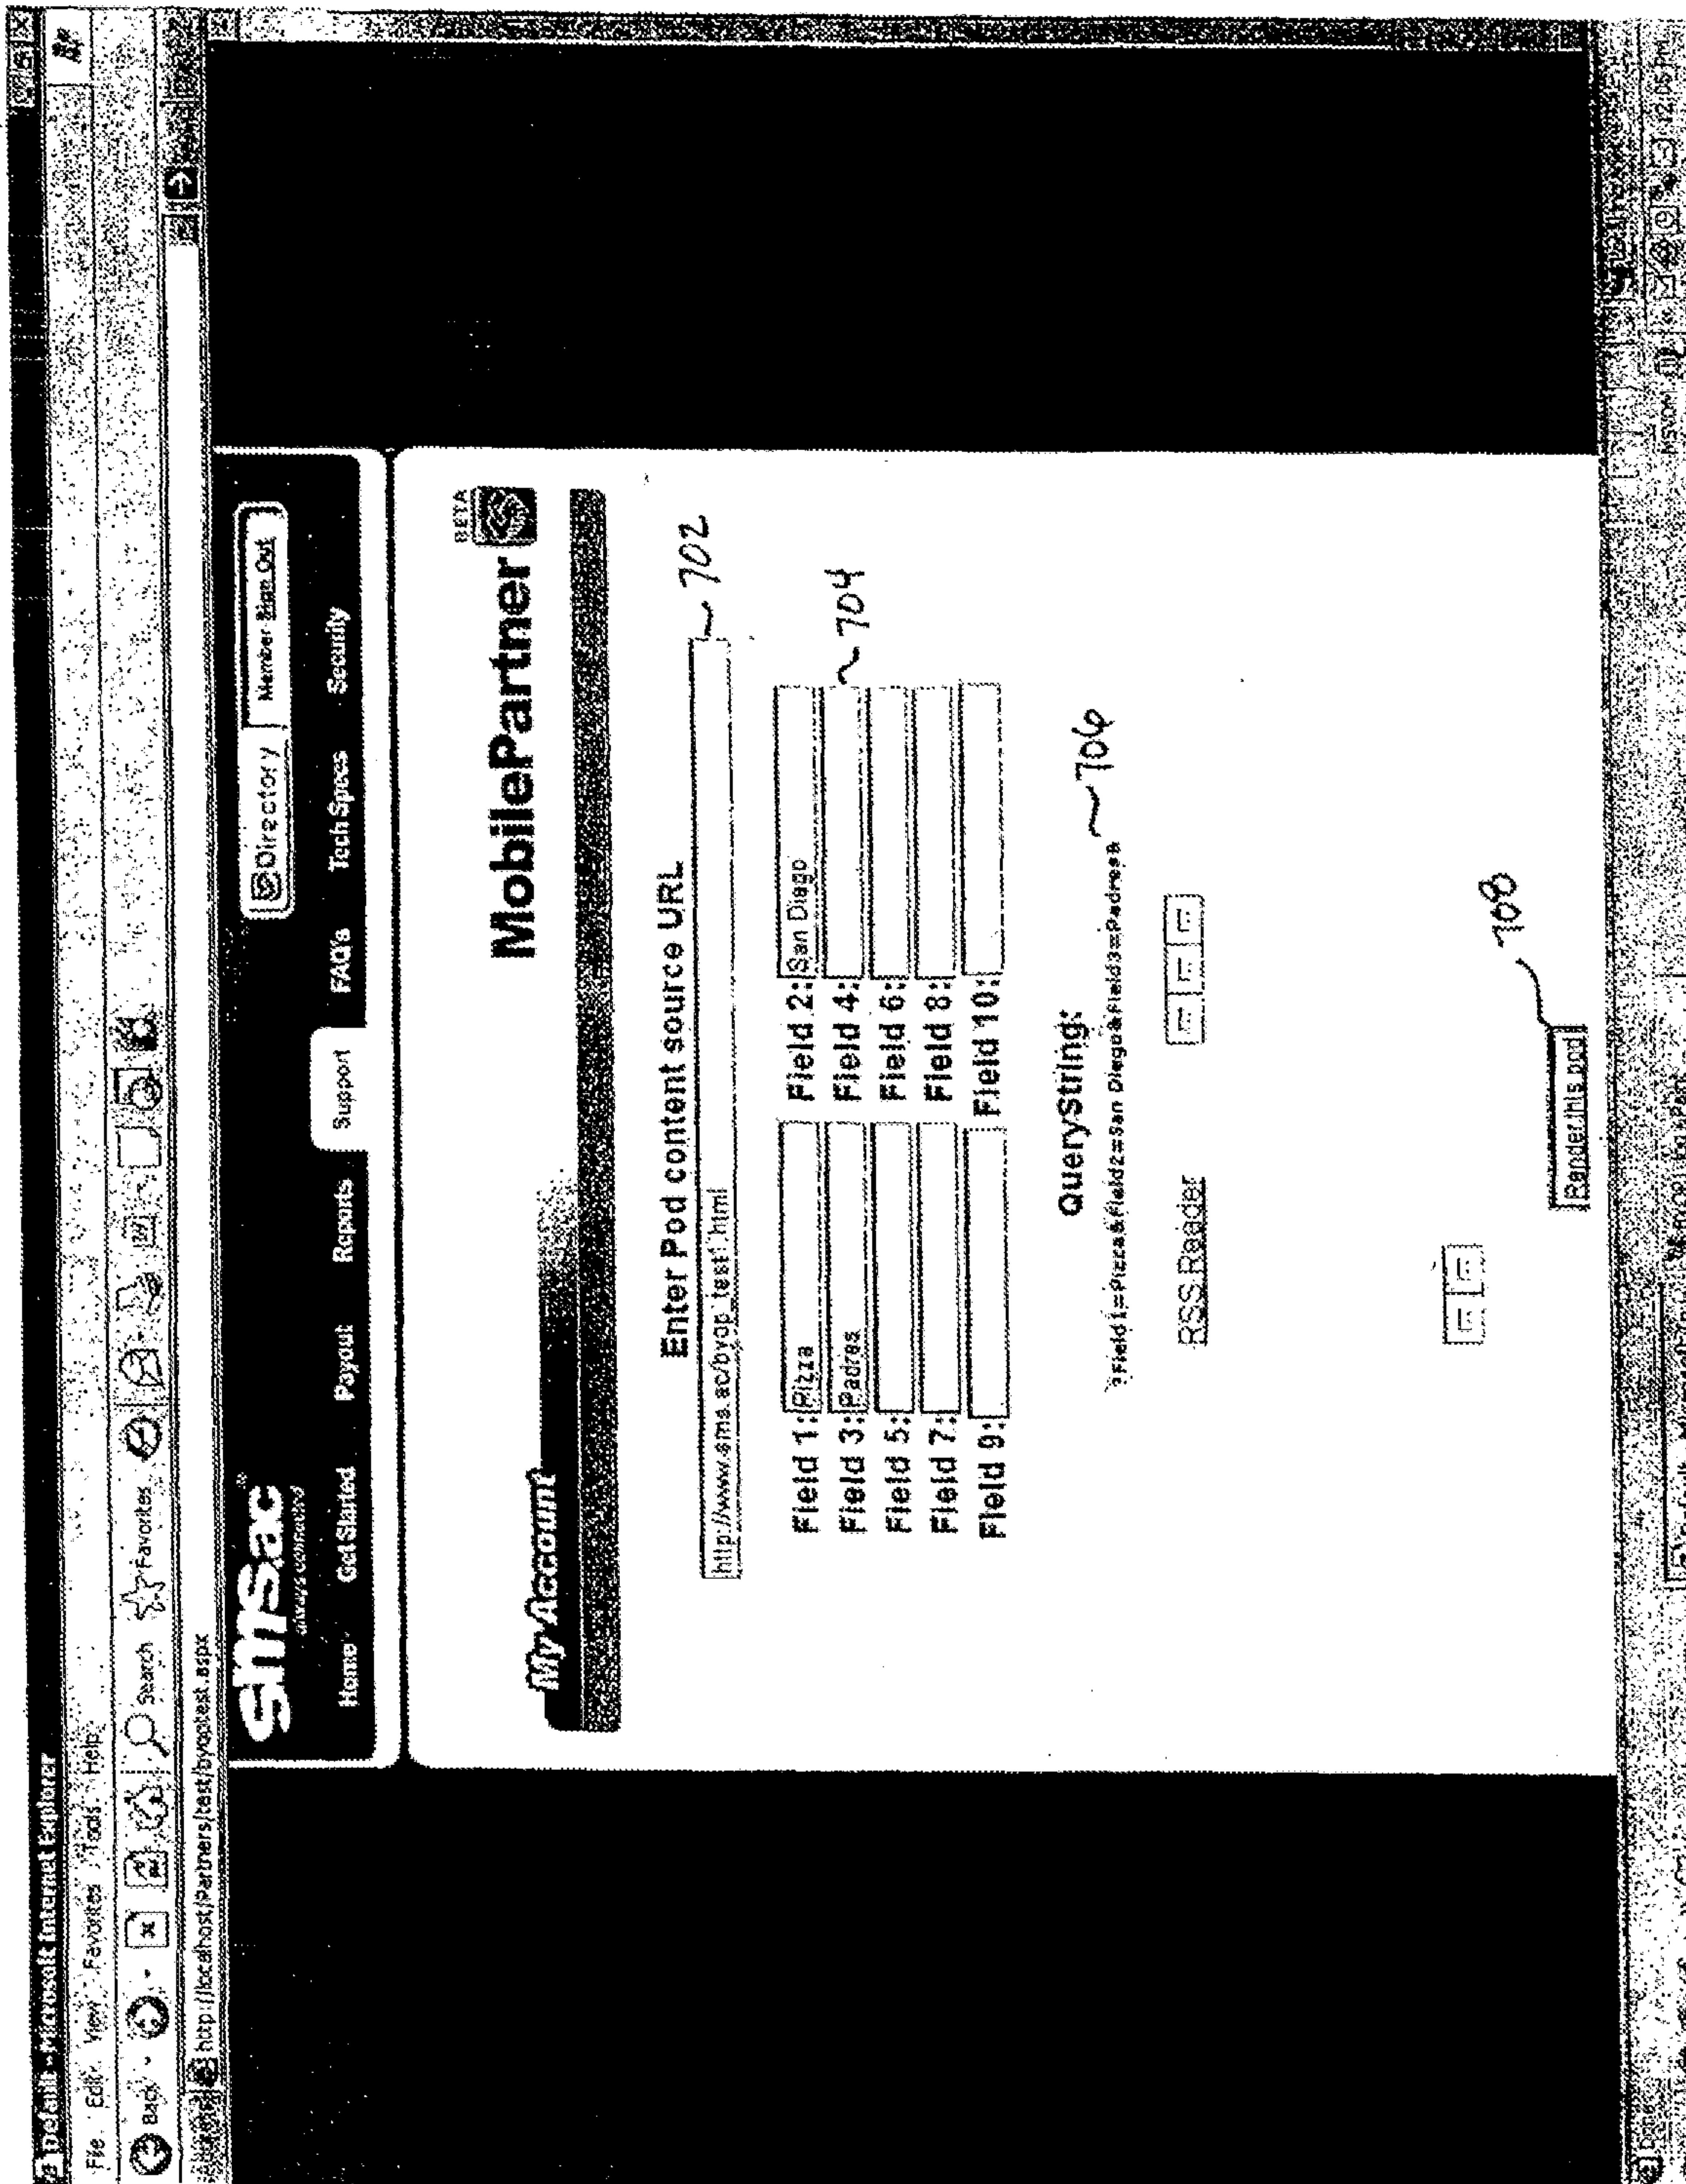 Default - Microsoft Internet Explorer
File Edit View Favorites Tools Help
Back Search Favorites
http://localhost/Partners/test/byoptest.aspx
smsac
always connected
Directory Member Sign Out
Home Get Started Payout Reports Support FAQ's Tech Specs Security
BETA
MobilePartner
My Account
Enter Pod content source URL
http://www.sms.ac/byop_test1.html
702
Field 1: Pizza Field 2: San Diego
Field 3: Padres Field 4:
704
Field 5: Field 6:
Field 7: Field 8:
Field 9: Field 10:
QueryString:
?Field1=Pizza&Field2=San Diego&Field3=Padres&
706
RSS Reader
708
Render this pod
Done